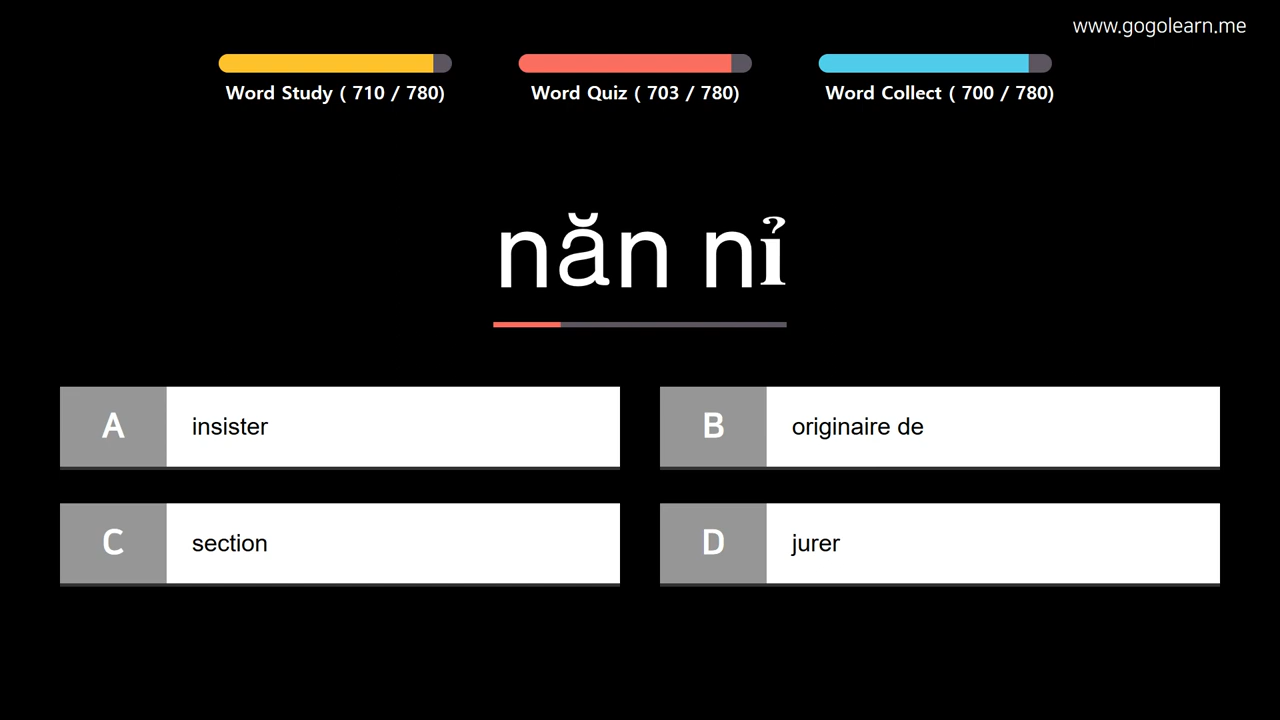 www.gogolearn.me
Word Study ( 710 / 780)
Word Quiz ( 703 / 780)
Word Collect ( 700 / 780)
năn nỉ
A insister
B originaire de
C section
D jurer